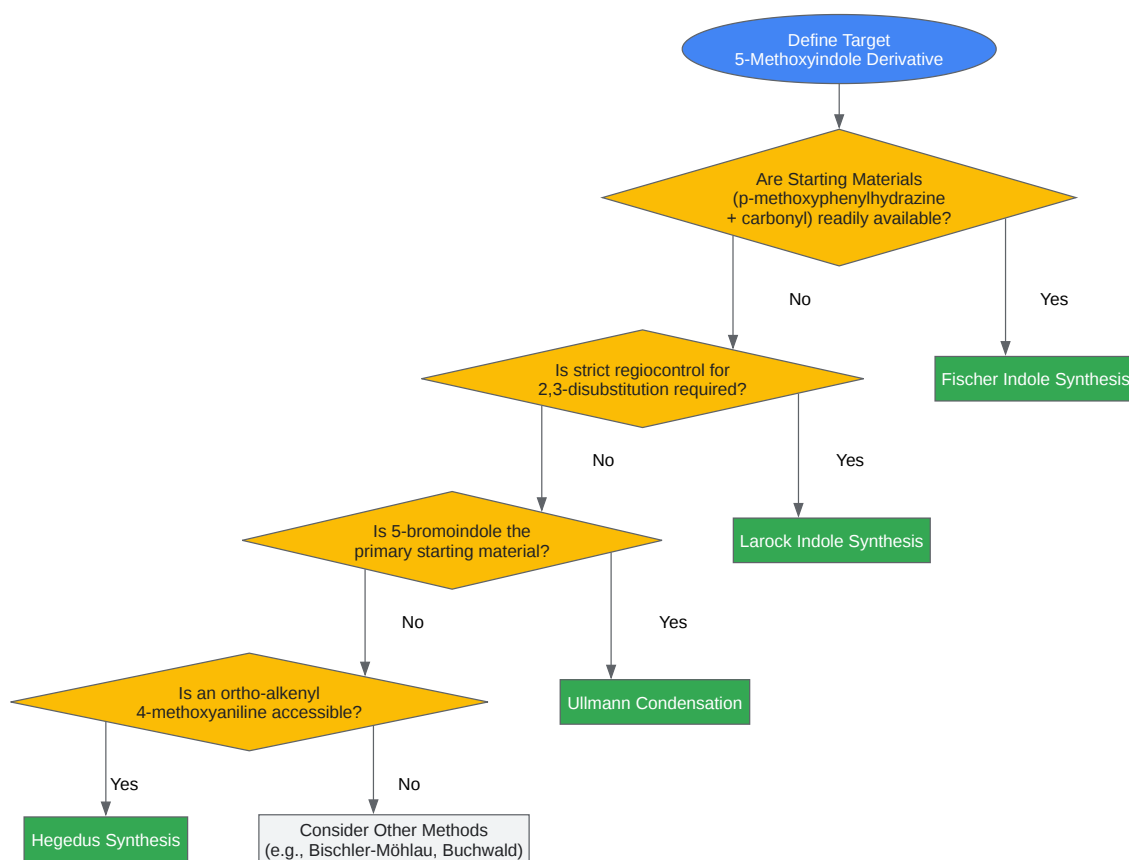 Define Target
5-Methoxyindole Derivative
Are Starting Materials
(p-methoxyphenylhydrazine
+ carbonyl) readily available?
No
Yes
Is strict regiocontrol for
2,3-disubstitution required?
Fischer Indole Synthesis
No
Yes
Is 5-bromoindole the
primary starting material?
Larock Indole Synthesis
No
Yes
Is an ortho-alkenyl
4-methoxyaniline accessible?
Ullmann Condensation
Yes
No
Hegedus Synthesis
Consider Other Methods
(e.g., Bischler-Möhlau, Buchwald)